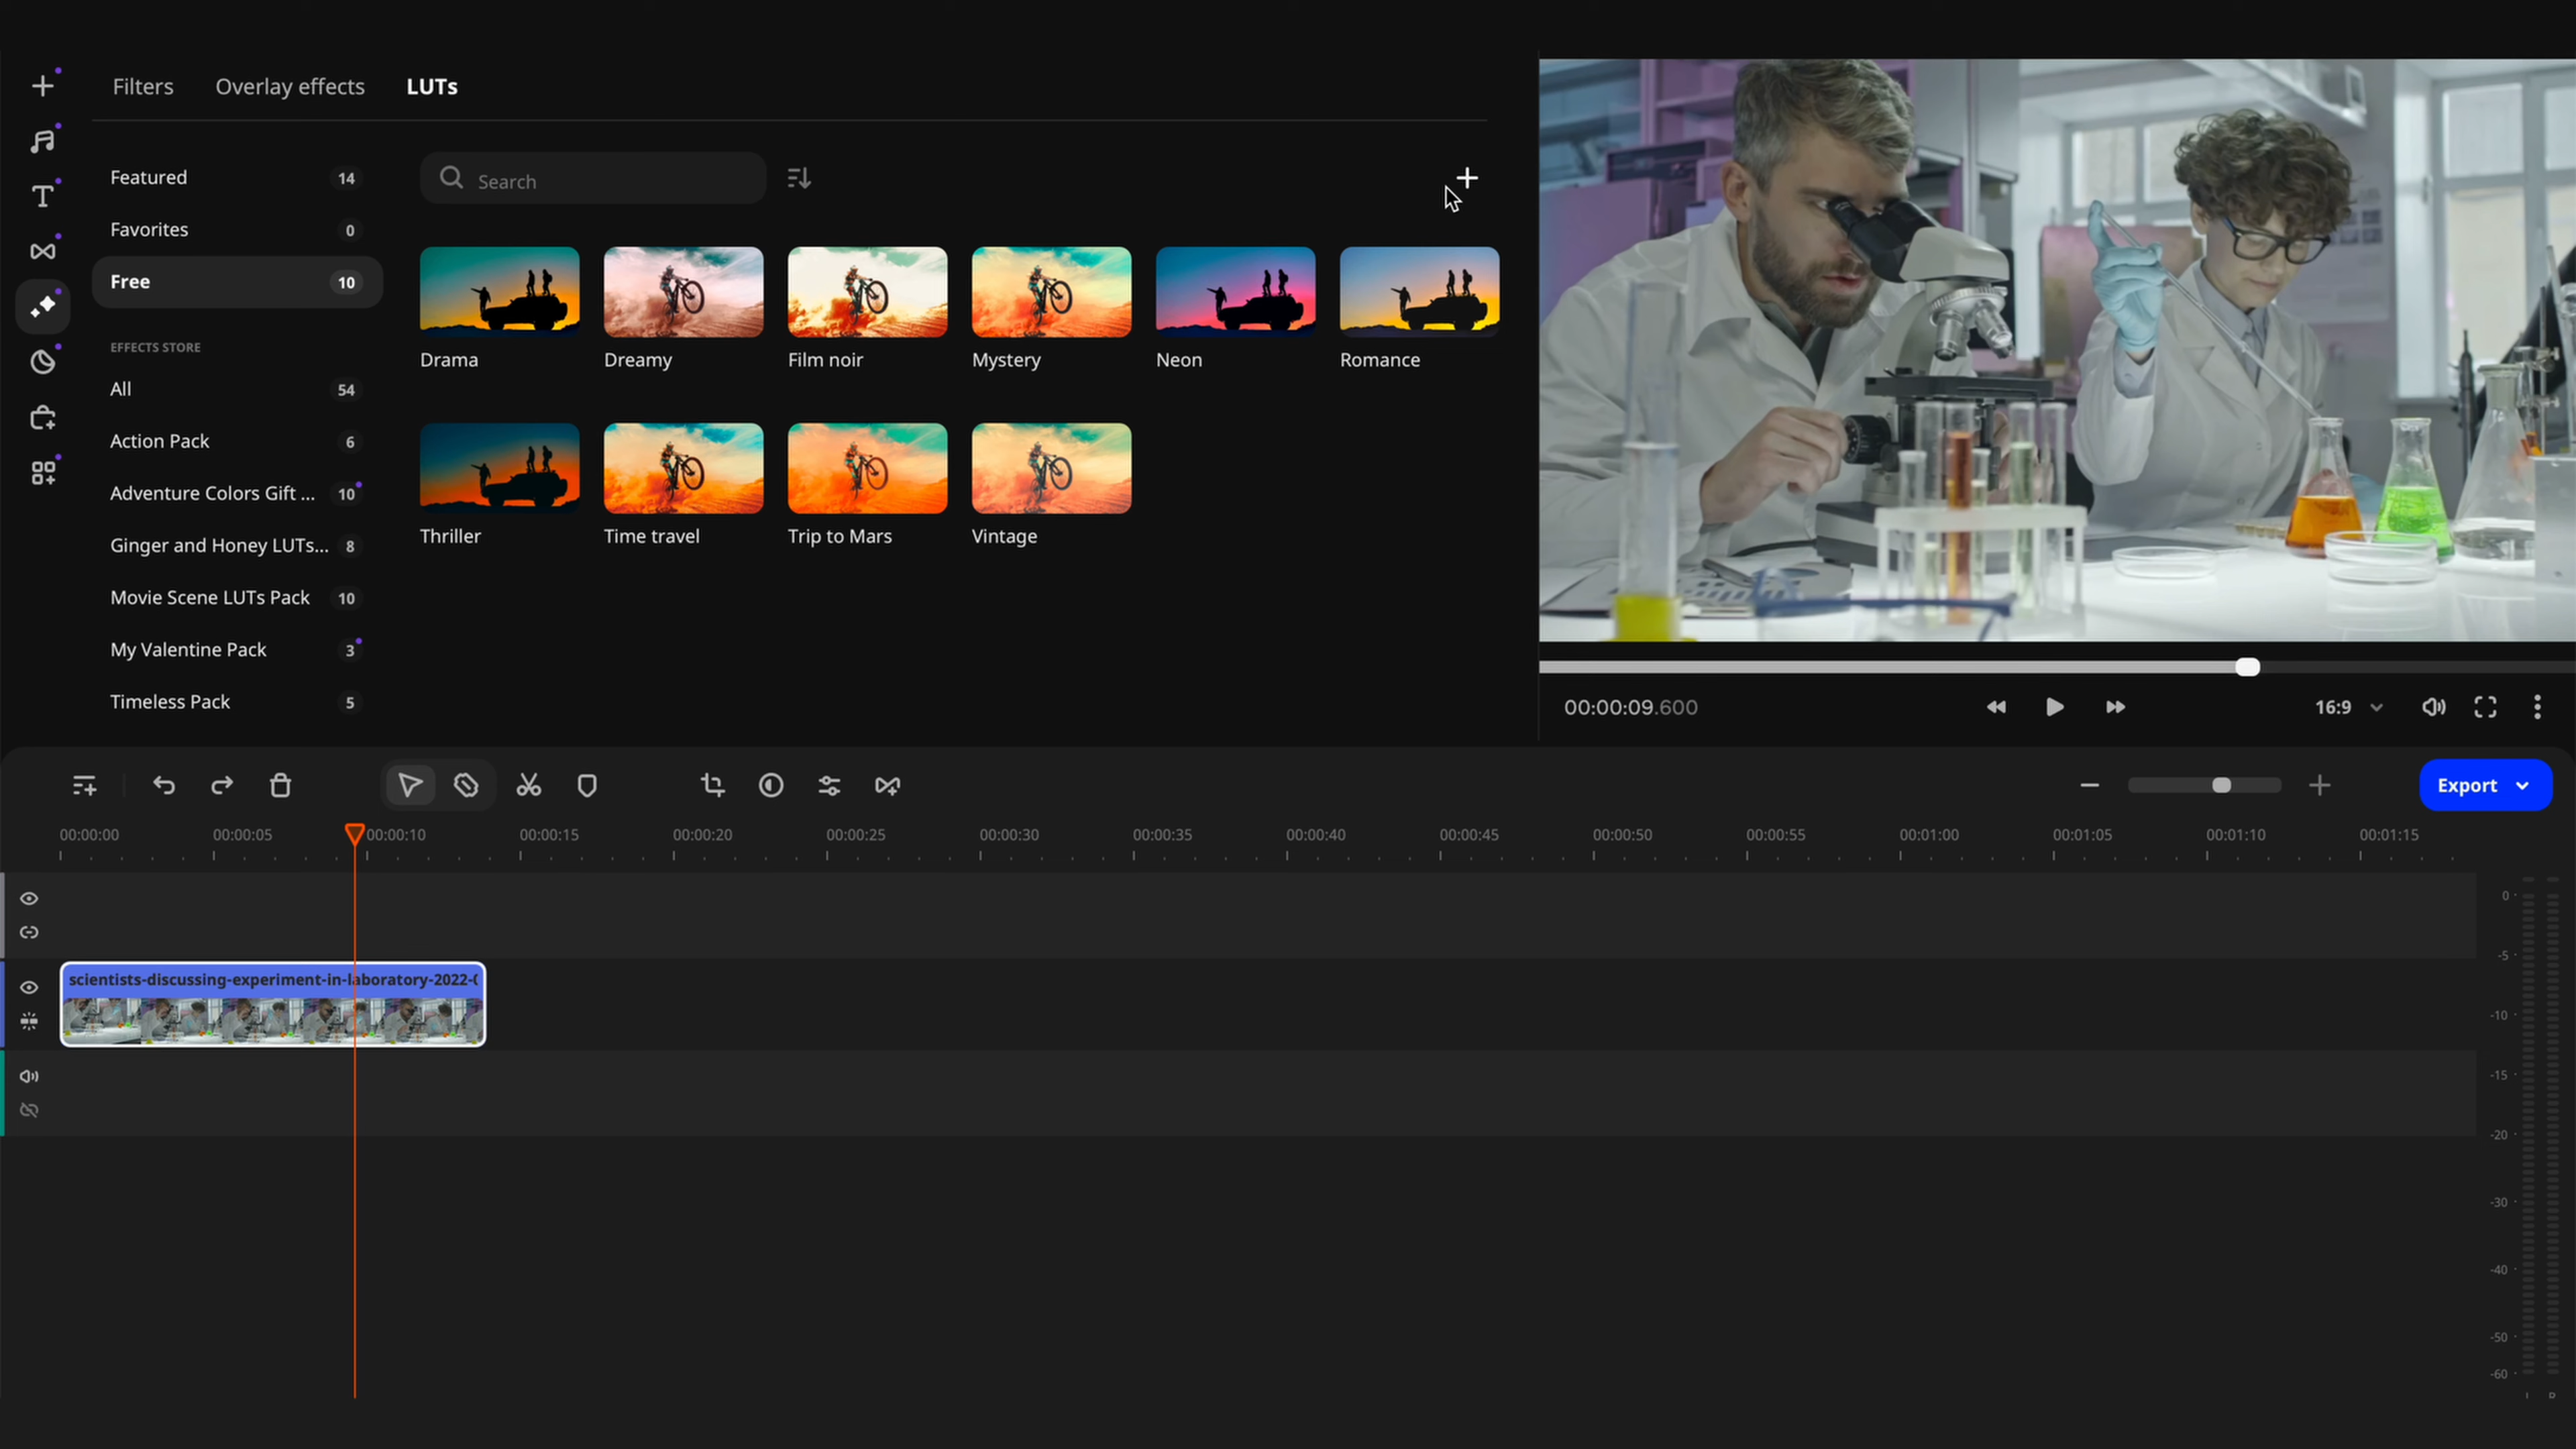 Filters Overlay effects LUTs
Featured 14
Favorites 0
Free 10
EFFECTS STORE
All 54
Action Pack 6
Adventure Colors Gift ... 10
Ginger and Honey LUTs... 8
Movie Scene LUTs Pack 10
My Valentine Pack 3
Timeless Pack 5
Search
Drama Dreamy Film noir Mystery Neon Romance
Thriller Time travel Trip to Mars Vintage
00:00:09.600
16:9
Export
00:00:00 00:00:05 00:00:10 00:00:15 00:00:20 00:00:25 00:00:30 00:00:35 00:00:40 00:00:45 00:00:50 00:00:55 00:01:00 00:01:05 00:01:10 00:01:15
scientists-discussing-experiment-in-laboratory-2022-
0
-5
-10
-15
-20
-30
-40
-50
-60